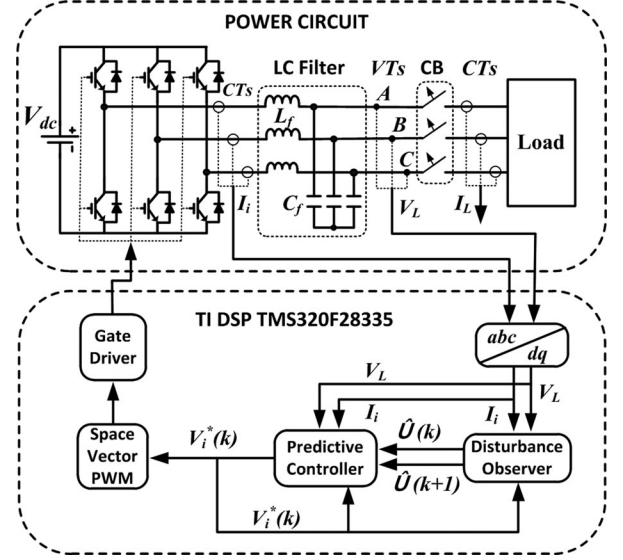 POWER CIRCUIT
LC Filter
VTs
CB
CTs
CTs
A
V_dc
+
-
L_f
B
Load
C
I_i
C_f
V_L
I_L
TI DSP TMS320F28335
abc
dq
Gate
Driver
V_L
V_L
I_i
I_i
V_i*(k)
Space
Vector
PWM
Predictive
Controller
Û(k)
Û(k+1)
Disturbance
Observer
V_i*(k)